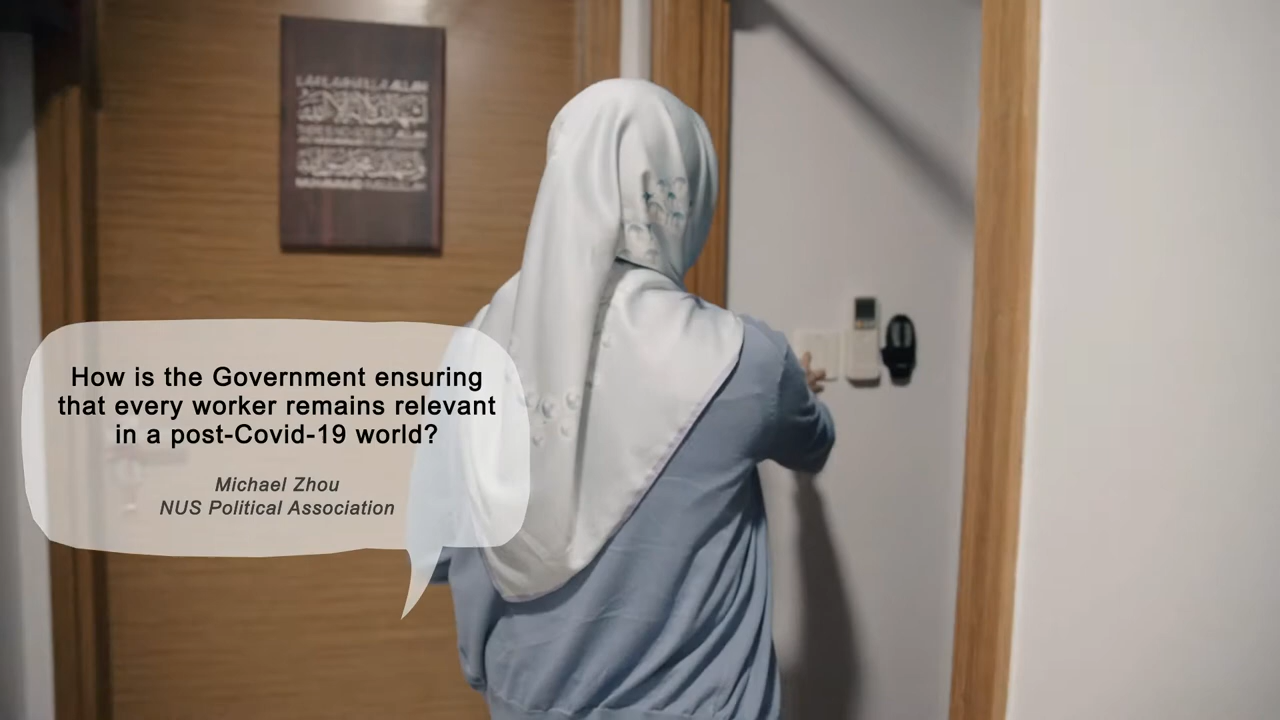 How is the Government ensuring
that every worker remains relevant
in a post-Covid-19 world?
Michael Zhou
NUS Political Association